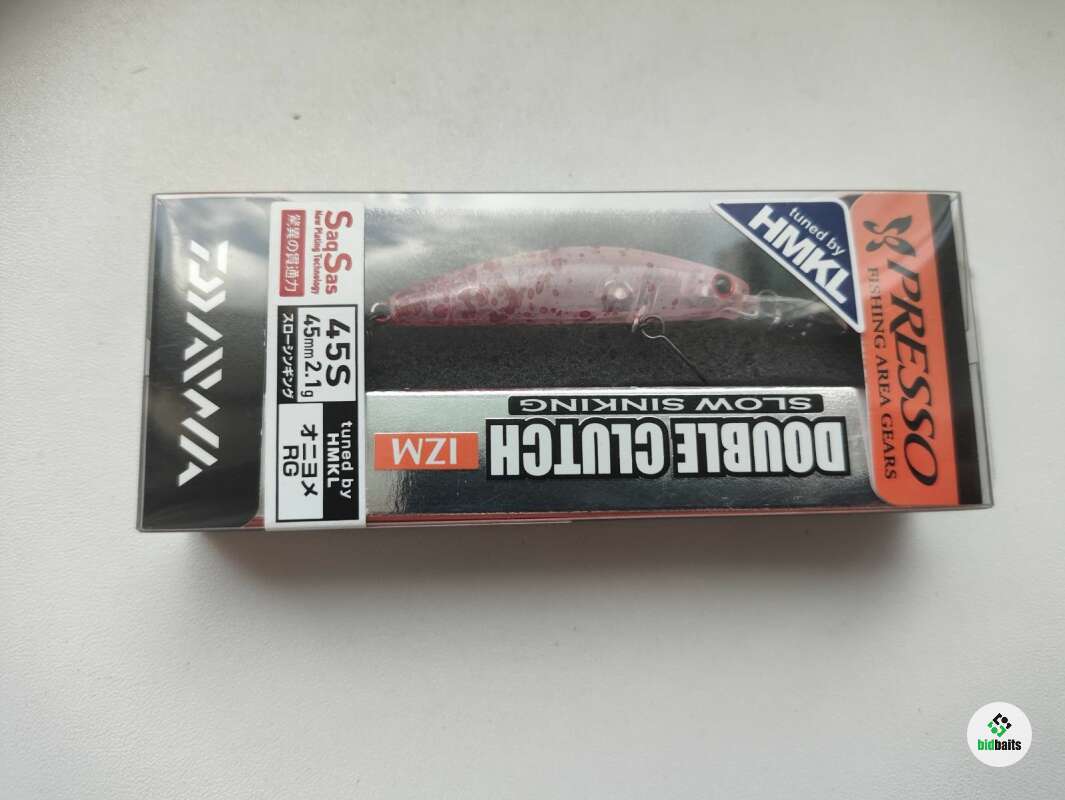 DAIWA
SaqSas
New Plating Technology
驚異の貫通力
45S
45mm 2.1g
スローシンキング
tuned by
HMKL
オニヨメ
RG
tuned by
HMKL
PRESSO
FISHING AREA GEARS
DOUBLE CLUTCH
IZM
SLOW SINKING
bidbaits